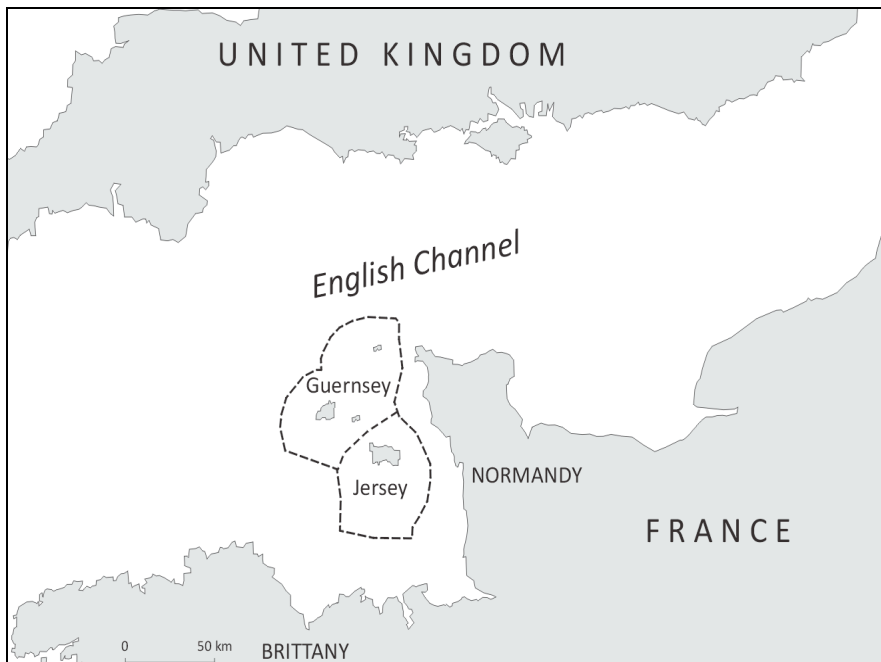 UNITED KINGDOM
English Channel
Guernsey
Jersey
NORMANDY
FRANCE
0 50 km
BRITTANY